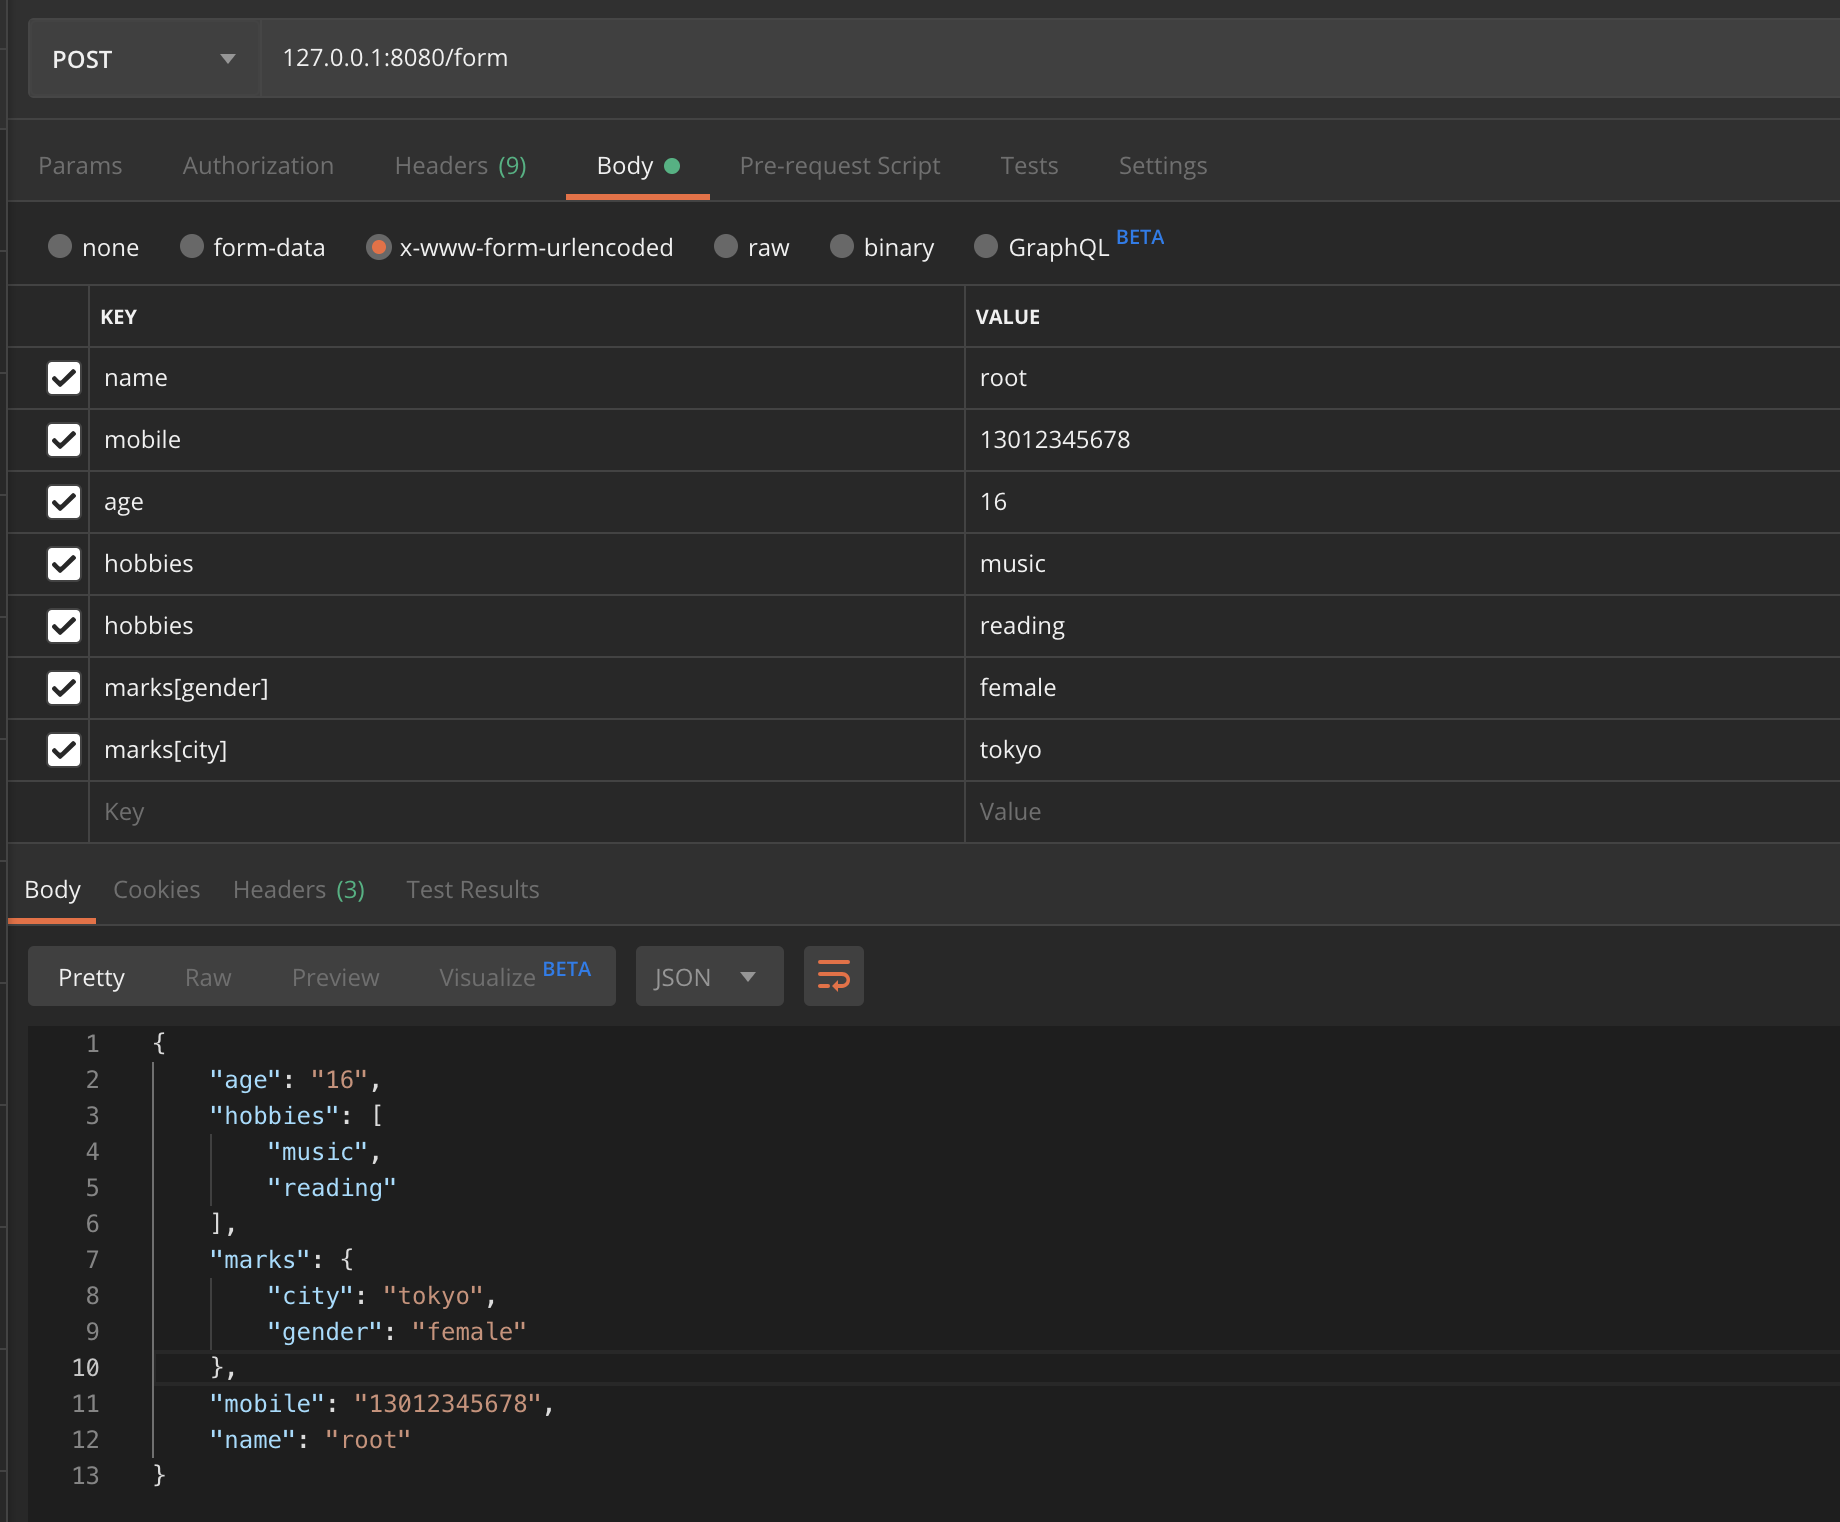 POST 127.0.0.1:8080/form
Params Authorization Headers (9) Body Pre-request Script Tests Settings
none form-data x-www-form-urlencoded raw binary GraphQL BETA
KEY VALUE
name root
mobile 13012345678
age 16
hobbies music
hobbies reading
marks[gender] female
marks[city] tokyo
Key Value
Body Cookies Headers (3) Test Results
Pretty Raw Preview Visualize BETA JSON
1 {
2 "age": "16",
3 "hobbies": [
4 "music",
5 "reading"
6 ],
7 "marks": {
8 "city": "tokyo",
9 "gender": "female"
10 },
11 "mobile": "13012345678",
12 "name": "root"
13 }